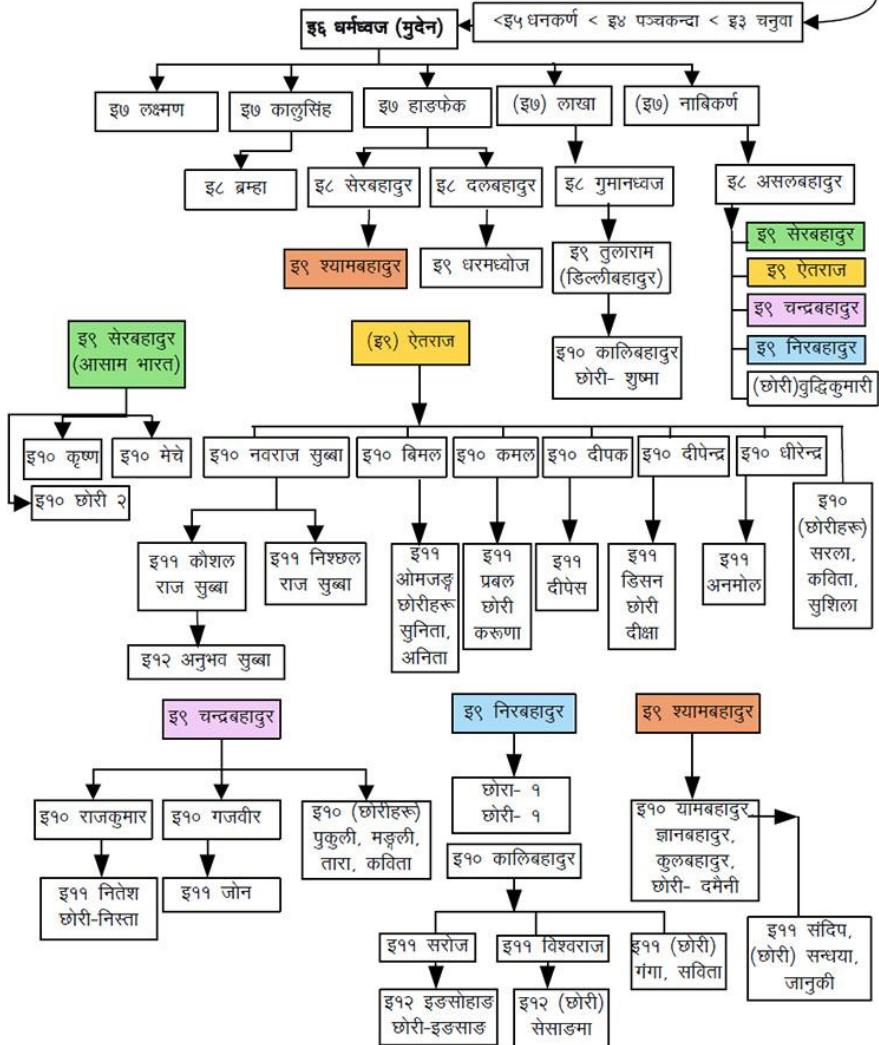 इ६ धर्मध्वज (मुदेन)
<इ५ धनकर्ण < इ४ पञ्चकन्द्रा < इ३ चनुवा
इ७ लक्ष्मण
इ७ कालुसिंह
इ७ हाङफेक
(इ७) लाखा
(इ७) नाबिकर्ण
इ८ ब्रम्हा
इ८ सेरबहादुर
इ८ दलबहादुर
इ८ गुमानध्वज
इ८ असलबहादुर
इ९ श्यामबहादुर
इ९ धरमध्वोज
इ९ तुलाराम
(डिल्लीबहादुर)
इ९ सेरबहादुर
इ९ ऐतराज
इ९ चन्द्रबहादुर
इ९ निरबहादुर
(छोरी)वुद्धिकुमारी
इ१० कालिबहादुर
छोरी- शुष्मा
इ९ सेरबहादुर
(आसाम भारत)
(इ९) ऐतराज
इ१० कृष्ण
इ१० मेचे
इ१० छोरी २
इ१० नवराज सुब्बा
इ१० बिमल
इ१० कमल
इ१० दीपक
इ१० दीपेन्द्र
इ१० धीरेन्द्र
इ१०
(छोरीहरू)
सरला,
कविता,
सुशिला
इ११ कौशल
राज सुब्बा
इ११ निश्छल
राज सुब्बा
इ११
ओमजङ्ग
छोरीहरू
सुनिता,
अनिता
इ११
प्रबल
छोरी
करूणा
इ११
दीपेस
इ११
डिसन
छोरी
दीक्षा
इ११
अनमोल
इ१२ अनुभव सुब्बा
इ९ चन्द्रबहादुर
इ९ निरबहादुर
इ९ श्यामबहादुर
इ१० राजकुमार
इ१० गजवीर
इ१० (छोरीहरू)
पुकुली, मङ्गली,
तारा, कविता
इ११ नितेश
छोरी-निस्ता
इ११ जोन
छोरा- १
छोरी- १
इ१० कालिबहादुर
इ११ सरोज
इ११ विश्वराज
इ११ (छोरी)
गंगा, सविता
इ१२ इङसोहाङ
छोरी-इङसाङ
इ१२ (छोरी)
सेसाङमा
इ१० यामबहादुर
ज्ञानबहादुर,
कुलबहादुर,
छोरी- दमैनी
इ११ संदिप,
(छोरी) सन्धया,
जानुकी